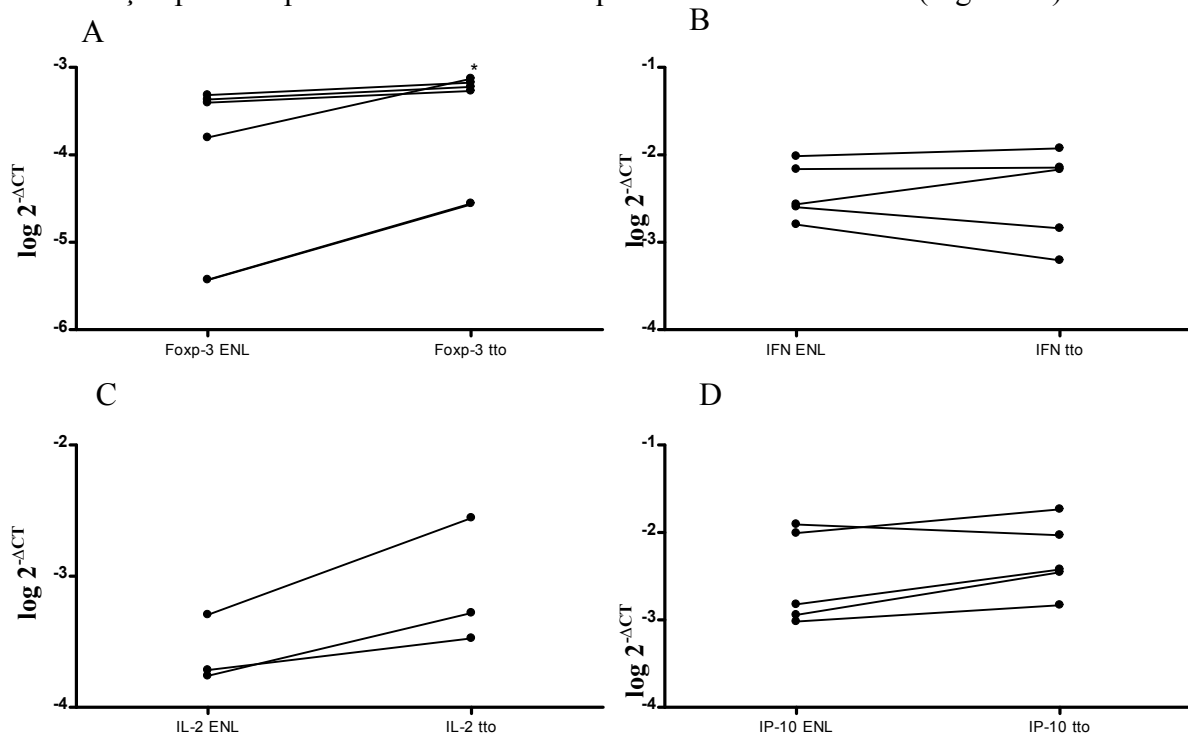 A
B
-3
*
-4
-5
-6
log 2-ΔCT
Foxp-3 ENL
Foxp-3 tto
-1
-2
-3
-4
log 2-ΔCT
IFN ENL
IFN tto
C
D
-2
-3
-4
log 2-ΔCT
IL-2 ENL
IL-2 tto
-1
-2
-3
-4
log 2-ΔCT
IP-10 ENL
IP-10 tto